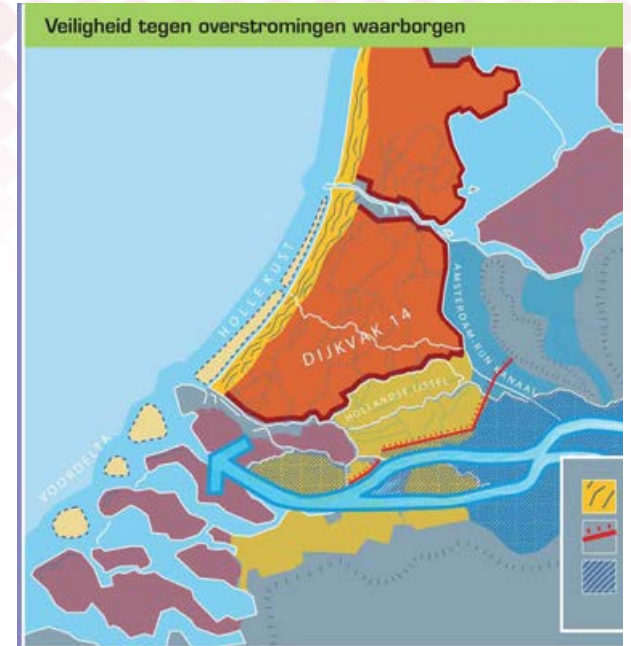 Veiligheid tegen overstromingen waarborgen
HOLLE KUST
DIJKVAK 14
AMSTERDAM-RIJN KANAAL
HOLLANDSE IJSSEL
VOORDELTA